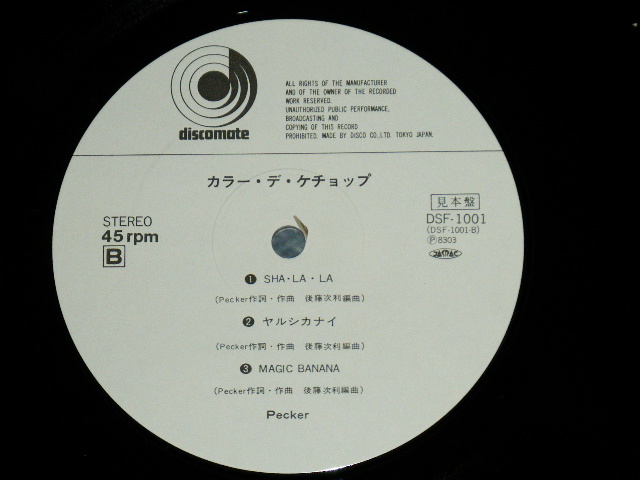 discomate
ALL RIGHTS OF THE MANUFACTURER
AND OF THE OWNER OF THE RECORDED
WORK RESERVED.
UNAUTHORIZED PUBLIC PERFORMANCE,
BROADCASTING AND
COPYING OF THIS RECORD
PROHIBITED. MADE BY DISCO CO., LTD. TOKYO JAPAN.
カラー・デ・ケチョップ
STEREO
45 rpm
B
見本盤
DSF-1001
(DSF-1001-B)
Ⓟ8303
JASRAC
❶ SHA・LA・LA
(Pecker作詞・作曲 後藤次利編曲)
❷ ヤルシカナイ
(Pecker作詞・作曲 後藤次利編曲)
❸ MAGIC BANANA
(Pecker作詞・作曲 後藤次利編曲)
Pecker